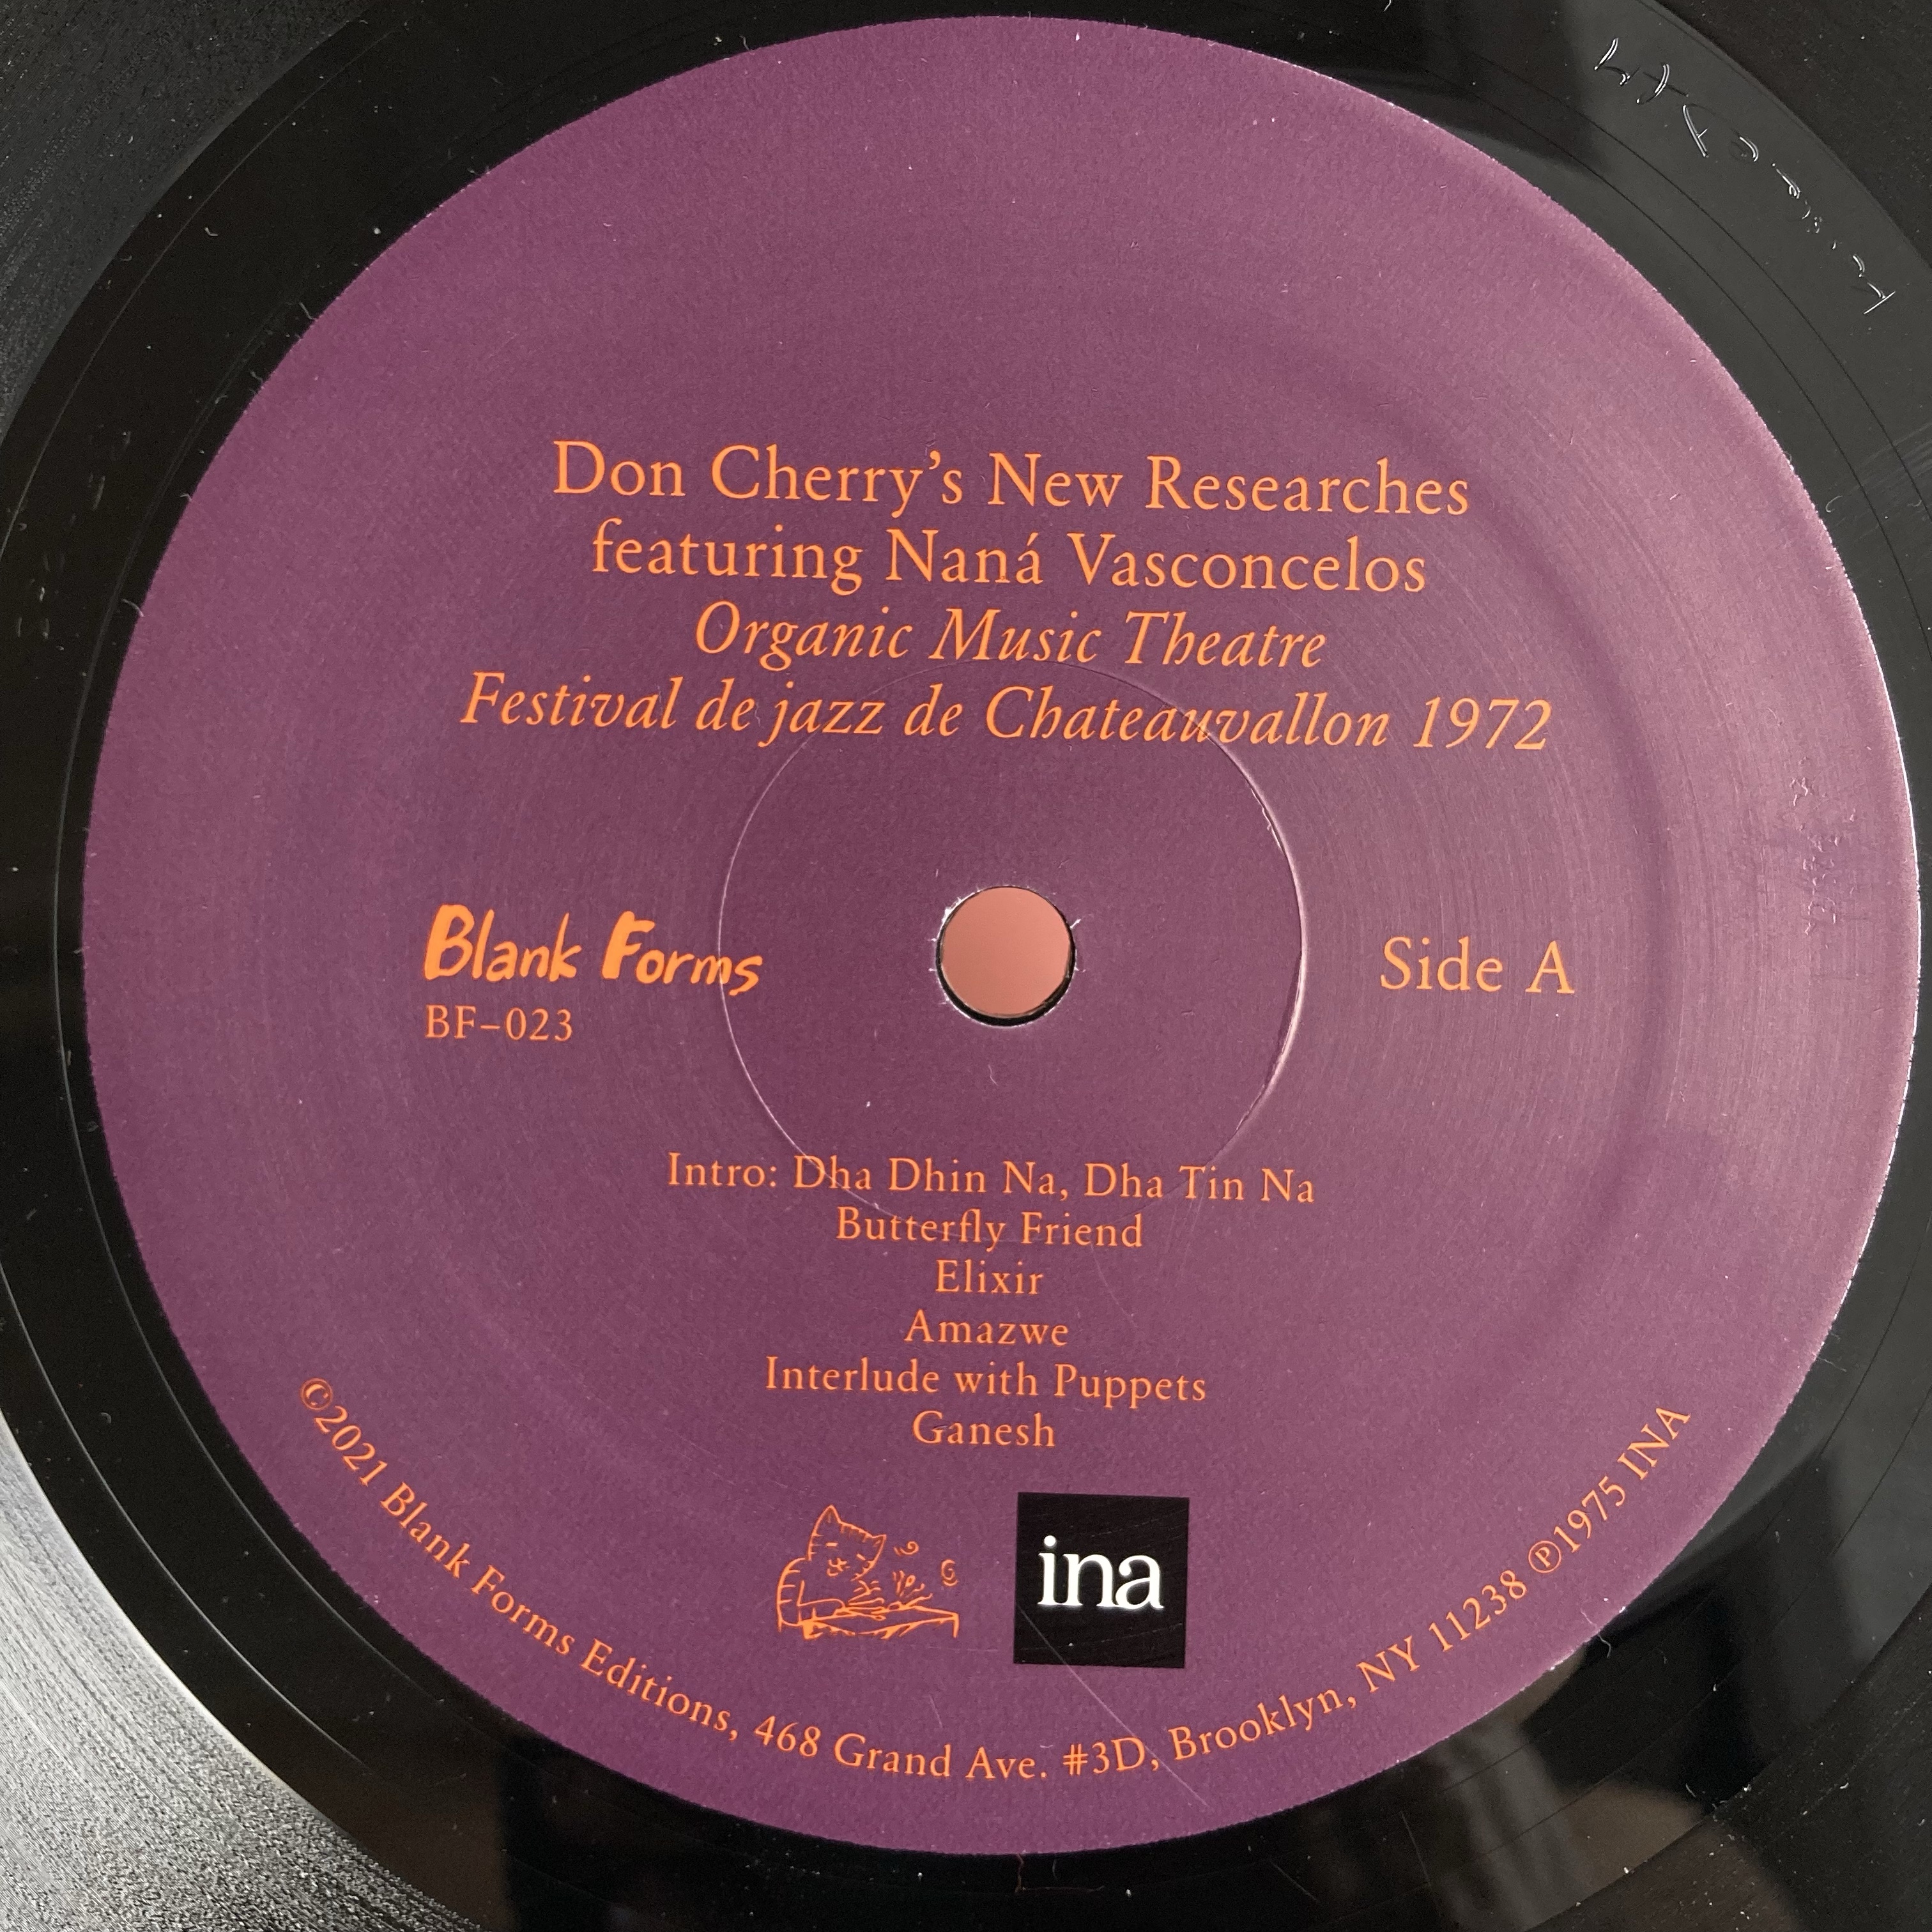 Don Cherry's New Researches
featuring Naná Vasconcelos
Organic Music Theatre
Festival de jazz de Chateauvallon 1972
Blank Forms
BF–023
Side A
Intro: Dha Dhin Na, Dha Tin Na
Butterfly Friend
Elixir
Amazwe
Interlude with Puppets
Ganesh
ina
©2021 Blank Forms Editions, 468 Grand Ave. #3D, Brooklyn, NY 11238 ℗1975 INA